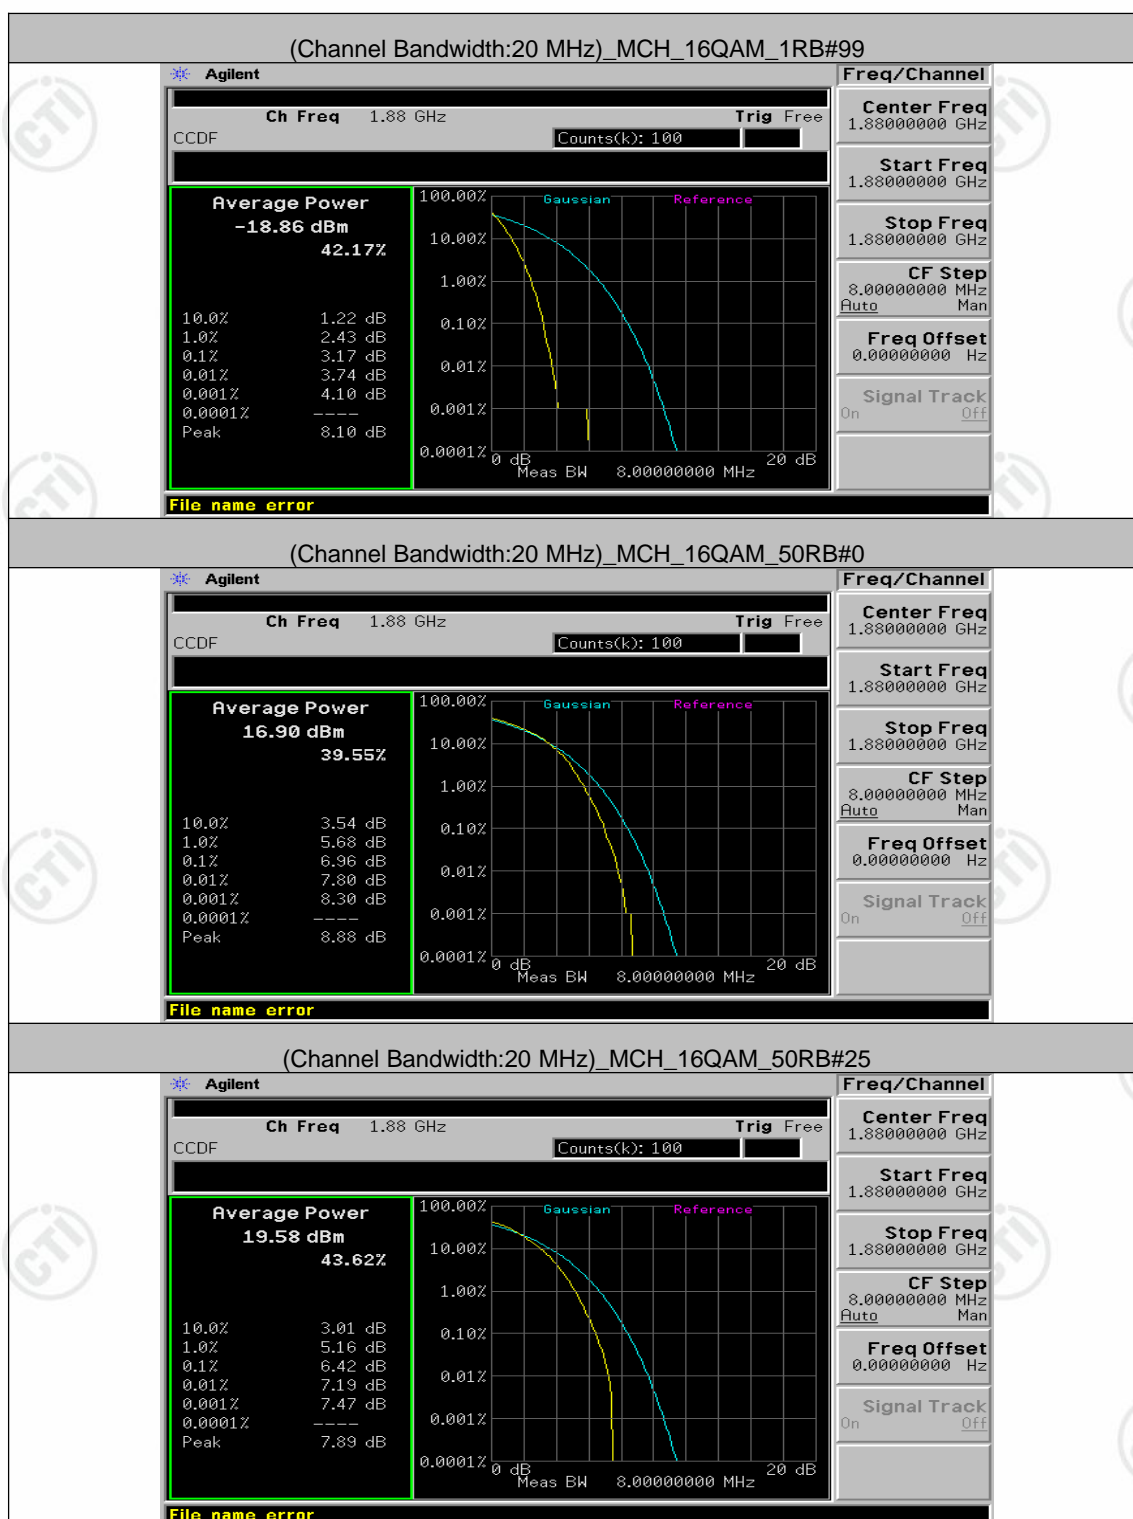 (Channel Bandwidth:20 MHz)_MCH_16QAM_1RB#99
Agilent
Freq/Channel
Ch Freq 1.88 GHz Trig Free
CCDF Counts(k): 100
Center Freq
1.88000000 GHz
Start Freq
1.88000000 GHz
Stop Freq
1.88000000 GHz
CF Step
8.00000000 MHz
Auto Man
Freq Offset
0.00000000 Hz
Signal Track
On Off
Average Power
-18.86 dBm
42.17%
10.0% 1.22 dB
1.0% 2.43 dB
0.1% 3.17 dB
0.01% 3.74 dB
0.001% 4.10 dB
0.0001% ----
Peak 8.10 dB
Gaussian Reference
100.00%
10.00%
1.00%
0.10%
0.01%
0.001%
0.0001%
0 dB 20 dB
Meas BW 8.00000000 MHz
File name error
(Channel Bandwidth:20 MHz)_MCH_16QAM_50RB#0
Agilent
Freq/Channel
Ch Freq 1.88 GHz Trig Free
CCDF Counts(k): 100
Center Freq
1.88000000 GHz
Start Freq
1.88000000 GHz
Stop Freq
1.88000000 GHz
CF Step
8.00000000 MHz
Auto Man
Freq Offset
0.00000000 Hz
Signal Track
On Off
Average Power
16.90 dBm
39.55%
10.0% 3.54 dB
1.0% 5.68 dB
0.1% 6.96 dB
0.01% 7.80 dB
0.001% 8.30 dB
0.0001% ----
Peak 8.88 dB
Gaussian Reference
100.00%
10.00%
1.00%
0.10%
0.01%
0.001%
0.0001%
0 dB 20 dB
Meas BW 8.00000000 MHz
File name error
(Channel Bandwidth:20 MHz)_MCH_16QAM_50RB#25
Agilent
Freq/Channel
Ch Freq 1.88 GHz Trig Free
CCDF Counts(k): 100
Center Freq
1.88000000 GHz
Start Freq
1.88000000 GHz
Stop Freq
1.88000000 GHz
CF Step
8.00000000 MHz
Auto Man
Freq Offset
0.00000000 Hz
Signal Track
On Off
Average Power
19.58 dBm
43.62%
10.0% 3.01 dB
1.0% 5.16 dB
0.1% 6.42 dB
0.01% 7.19 dB
0.001% 7.47 dB
0.0001% ----
Peak 7.89 dB
Gaussian Reference
100.00%
10.00%
1.00%
0.10%
0.01%
0.001%
0.0001%
0 dB 20 dB
Meas BW 8.00000000 MHz
File name error
CTI
CTI
CTI
CTI
CTI
CTI
CTI
CTI